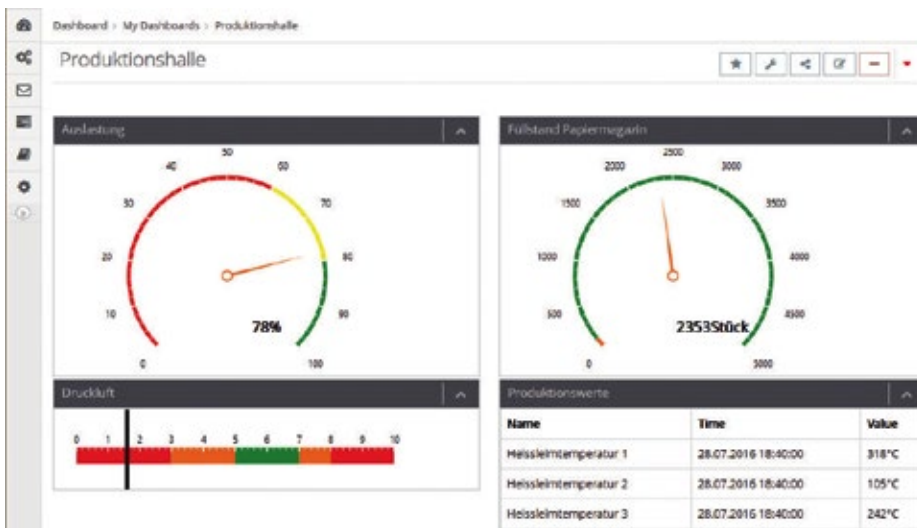 Dashboard > My Dashboards > Produktionshalle
Produktionshalle
Auslastung
0
10
20
30
40
50
60
70
80
90
100
78%
Füllstand Papiermagazin
0
500
1000
1500
2000
2500
3000
3500
4000
4500
5000
2353Stück
Druckluft
0 1 2 3 4 5 6 7 8 9 10
Produktionswerte
Name Time Value
Heissleimtemperatur 1 28.07.2016 18:40:00 318°C
Heissleimtemperatur 2 28.07.2016 18:40:00 105°C
Heissleimtemperatur 3 28.07.2016 18:40:00 242°C